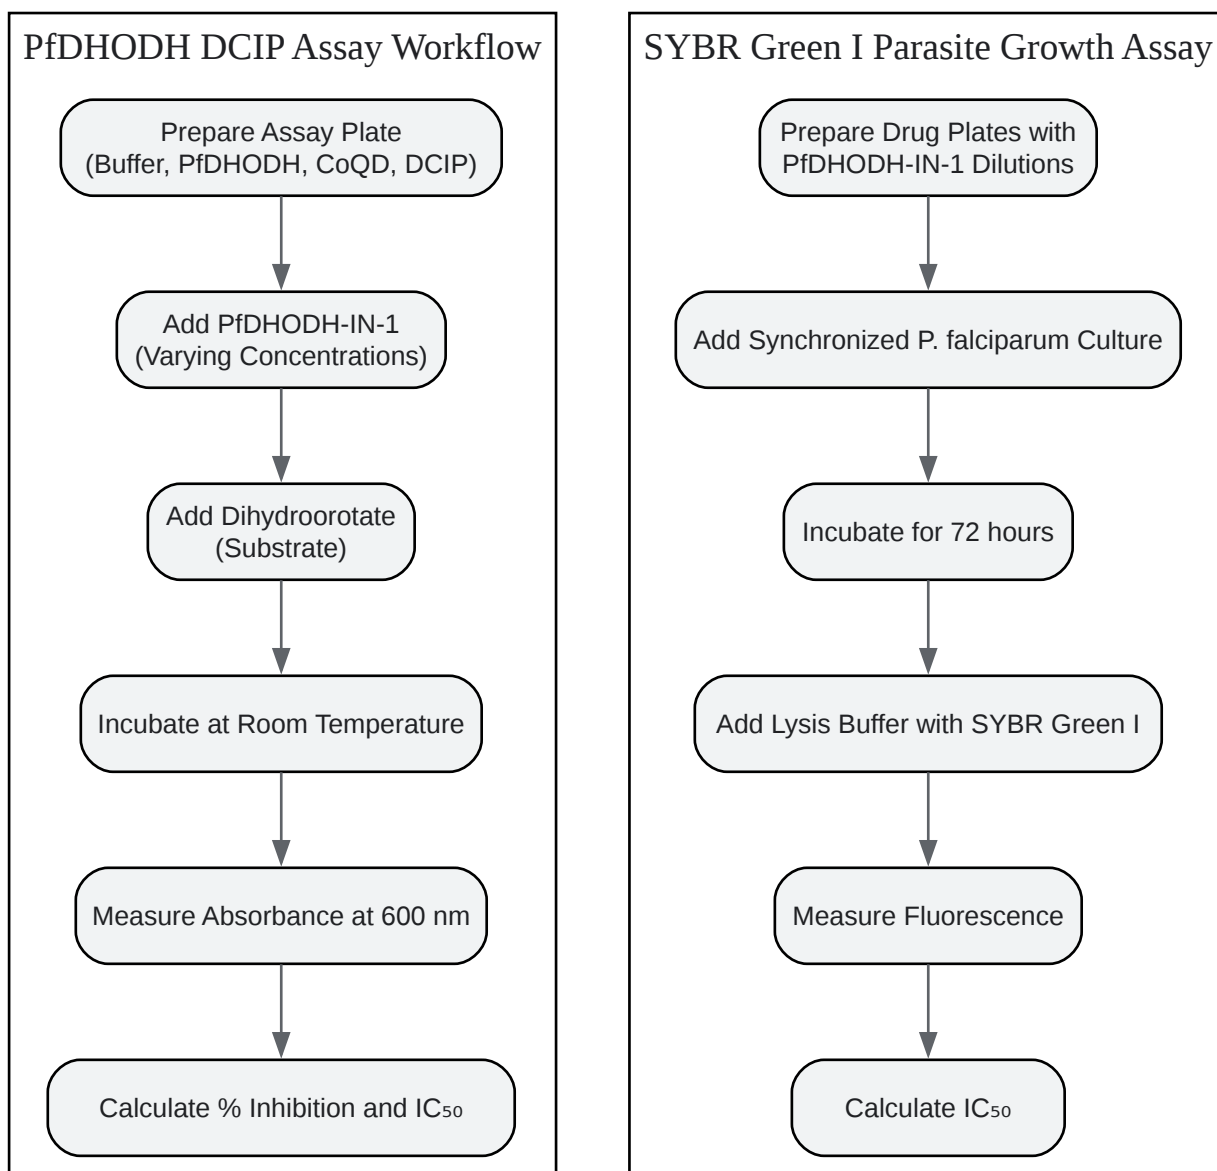 PfDHODH DCIP Assay Workflow
Prepare Assay Plate
(Buffer, PfDHODH, CoQD, DCIP)
Add PfDHODH-IN-1
(Varying Concentrations)
Add Dihydroorotate
(Substrate)
Incubate at Room Temperature
Measure Absorbance at 600 nm
Calculate % Inhibition and IC₅₀
SYBR Green I Parasite Growth Assay
Prepare Drug Plates with
PfDHODH-IN-1 Dilutions
Add Synchronized P. falciparum Culture
Incubate for 72 hours
Add Lysis Buffer with SYBR Green I
Measure Fluorescence
Calculate IC₅₀